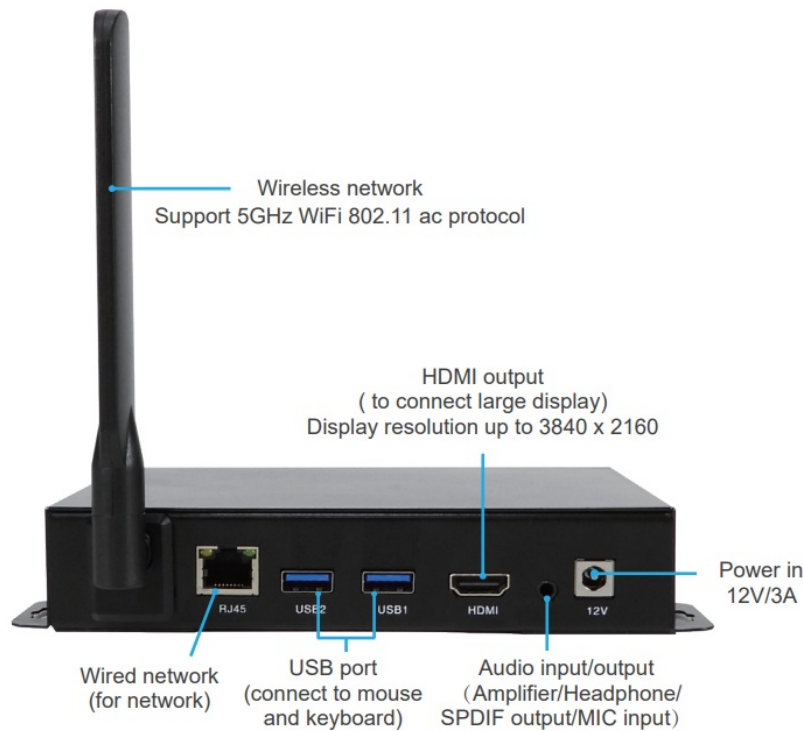 Wireless network
Support 5GHz WiFi 802.11 ac protocol
HDMI output
( to connect large display)
Display resolution up to 3840 x 2160
Power in
12V/3A
RJ45
USB2
USB1
HDMI
12V
Wired network
(for network)
USB port
(connect to mouse
and keyboard)
Audio input/output
（Amplifier/Headphone/
SPDIF output/MIC input）